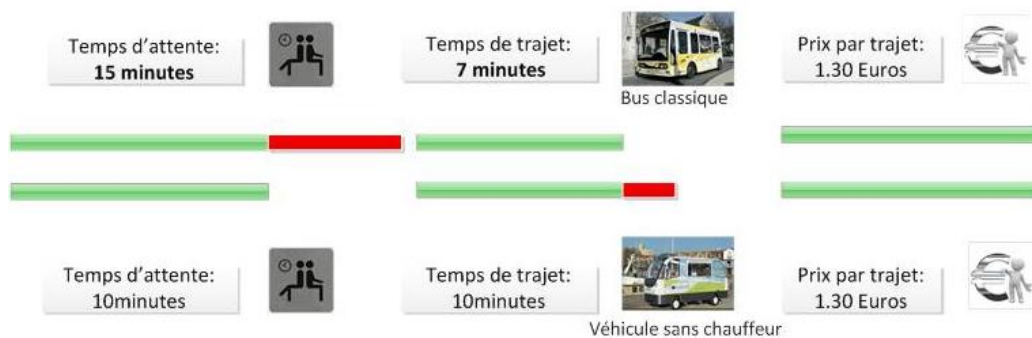 Temps d'attente:
15 minutes
Temps de trajet:
7 minutes
Bus classique
Prix par trajet:
1.30 Euros
Temps d'attente:
10minutes
Temps de trajet:
10minutes
Véhicule sans chauffeur
Prix par trajet:
1.30 Euros